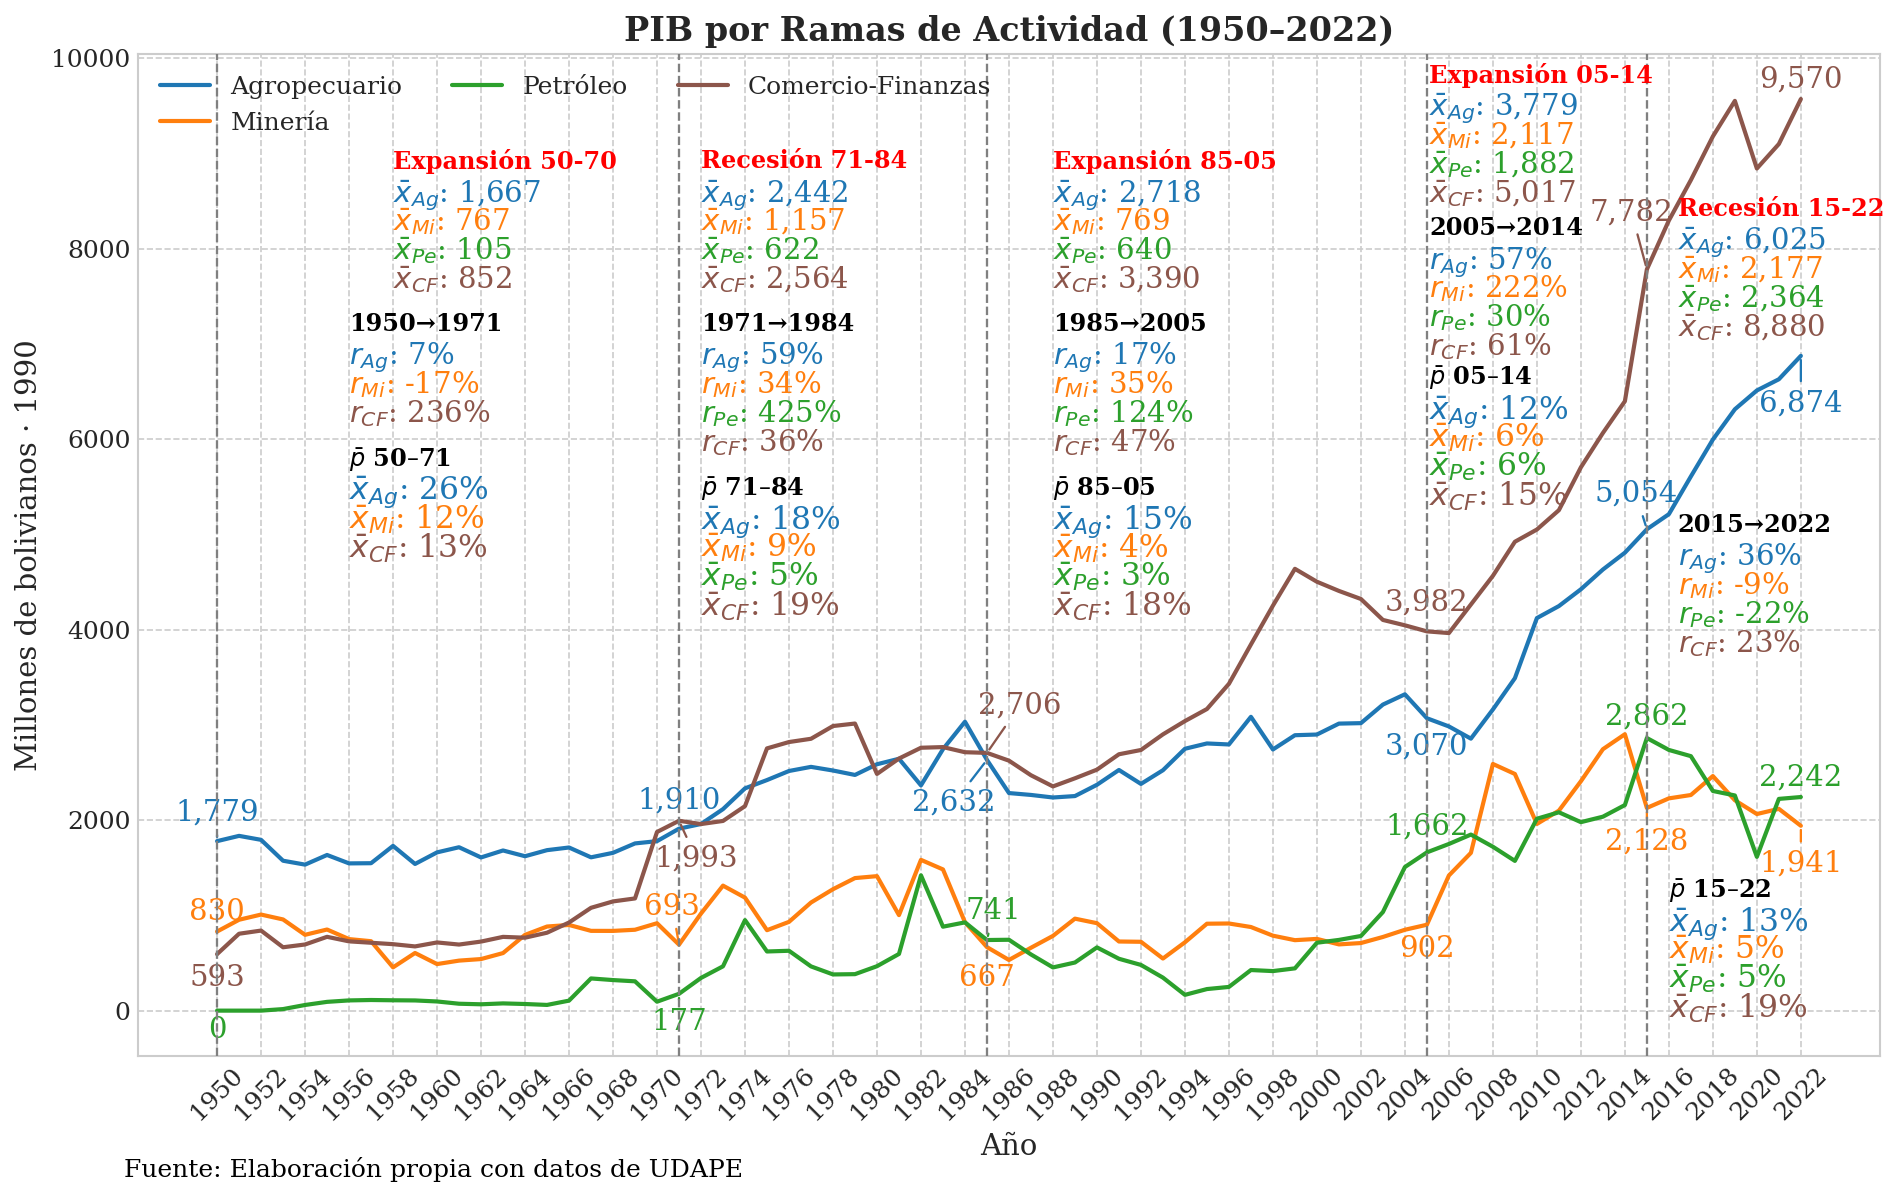 PIB por Ramas de Actividad (1950–2022)
Millones de bolivianos · 1990
10000
8000
6000
4000
2000
0
Agropecuario
Minería
Petróleo
Comercio-Finanzas
Expansión 50-70
x̄Ag: 1,667
x̄Mi: 767
x̄Pe: 105
x̄CF: 852
1950→1971
rAg: 7%
rMi: -17%
rCF: 236%
p̄ 50–71
x̄Ag: 26%
x̄Mi: 12%
x̄CF: 13%
Recesión 71-84
x̄Ag: 2,442
x̄Mi: 1,157
x̄Pe: 622
x̄CF: 2,564
1971→1984
rAg: 59%
rMi: 34%
rPe: 425%
rCF: 36%
p̄ 71–84
x̄Ag: 18%
x̄Mi: 9%
x̄Pe: 5%
x̄CF: 19%
Expansión 85-05
x̄Ag: 2,718
x̄Mi: 769
x̄Pe: 640
x̄CF: 3,390
1985→2005
rAg: 17%
rMi: 35%
rPe: 124%
rCF: 47%
p̄ 85–05
x̄Ag: 15%
x̄Mi: 4%
x̄Pe: 3%
x̄CF: 18%
Expansión 05-14
x̄Ag: 3,779
x̄Mi: 2,117
x̄Pe: 1,882
x̄CF: 5,017
2005→2014
rAg: 57%
rMi: 222%
rPe: 30%
rCF: 61%
p̄ 05–14
x̄Ag: 12%
x̄Mi: 6%
x̄Pe: 6%
x̄CF: 15%
Recesión 15-22
x̄Ag: 6,025
x̄Mi: 2,177
x̄Pe: 2,364
x̄CF: 8,880
2015→2022
rAg: 36%
rMi: -9%
rPe: -22%
rCF: 23%
p̄ 15–22
x̄Ag: 13%
x̄Mi: 5%
x̄Pe: 5%
x̄CF: 19%
1,779
830
593
0
1,910
1,993
693
177
2,706
2,632
741
667
3,982
3,070
1,662
902
7,782
5,054
2,862
2,128
9,570
6,874
2,242
1,941
1950
1952
1954
1956
1958
1960
1962
1964
1966
1968
1970
1972
1974
1976
1978
1980
1982
1984
1986
1988
1990
1992
1994
1996
1998
2000
2002
2004
2006
2008
2010
2012
2014
2016
2018
2020
2022
Año
Fuente: Elaboración propia con datos de UDAPE